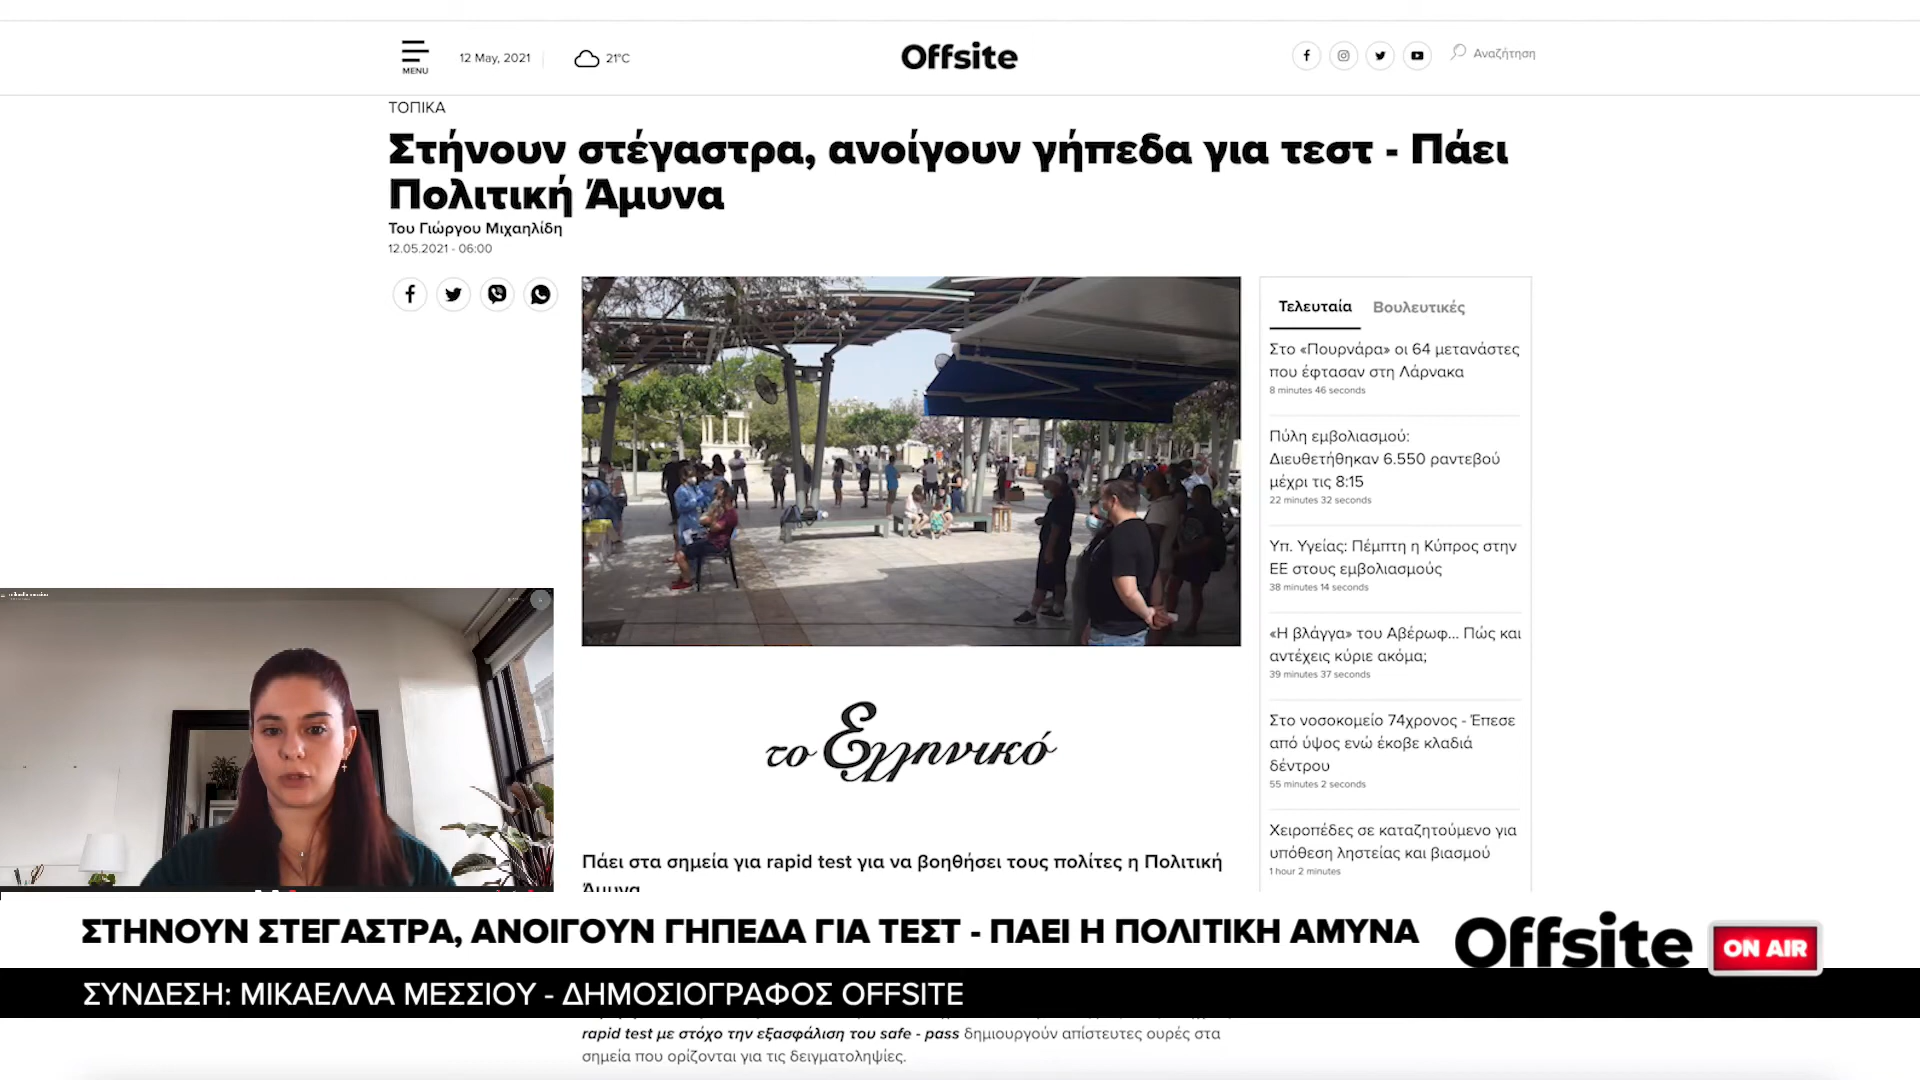 MENU
12 May, 2021
21°C
Offsite
Αναζήτηση
ΤΟΠΙΚΑ
Στήνουν στέγαστρα, ανοίγουν γήπεδα για τεστ - Πάει
Πολιτική Άμυνα
Του Γιώργου Μιχαηλίδη
12.05.2021 - 06:00
Τελευταία Βουλευτικές
Στο «Πουρνάρα» οι 64 μετανάστες
που έφτασαν στη Λάρνακα
8 minutes 46 seconds
Πύλη εμβολιασμού:
Διευθετήθηκαν 6.550 ραντεβού
μέχρι τις 8:15
22 minutes 32 seconds
Υπ. Υγείας: Πέμπτη η Κύπρος στην
ΕΕ στους εμβολιασμούς
38 minutes 14 seconds
«Η βλάγγα» του Αβέρωφ... Πώς και
αντέχεις κύριε ακόμα;
39 minutes 37 seconds
Στο νοσοκομείο 74χρονος - Έπεσε
από ύψος ενώ έκοβε κλαδιά
δέντρου
55 minutes 2 seconds
Χειροπέδες σε καταζητούμενο για
υπόθεση ληστείας και βιασμού
1 hour 2 minutes
το Ελληνικό
Πάει στα σημεία για rapid test για να βοηθήσει τους πολίτες η Πολιτική
Άμυνα
ΣΤΗΝΟΥΝ ΣΤΕΓΑΣΤΡΑ, ΑΝΟΙΓΟΥΝ ΓΗΠΕΔΑ ΓΙΑ ΤΕΣΤ - ΠΑΕΙ Η ΠΟΛΙΤΙΚΗ ΑΜΥΝΑ
Offsite
ON AIR
ΣΥΝΔΕΣΗ: ΜΙΚΑΕΛΛΑ ΜΕΣΣΙΟΥ - ΔΗΜΟΣΙΟΓΡΑΦΟΣ OFFSITE
rapid test με στόχο την εξασφάλιση του safe - pass δημιουργούν απίστευτες ουρές στα
σημεία που ορίζονται για τις δειγματοληψίες.